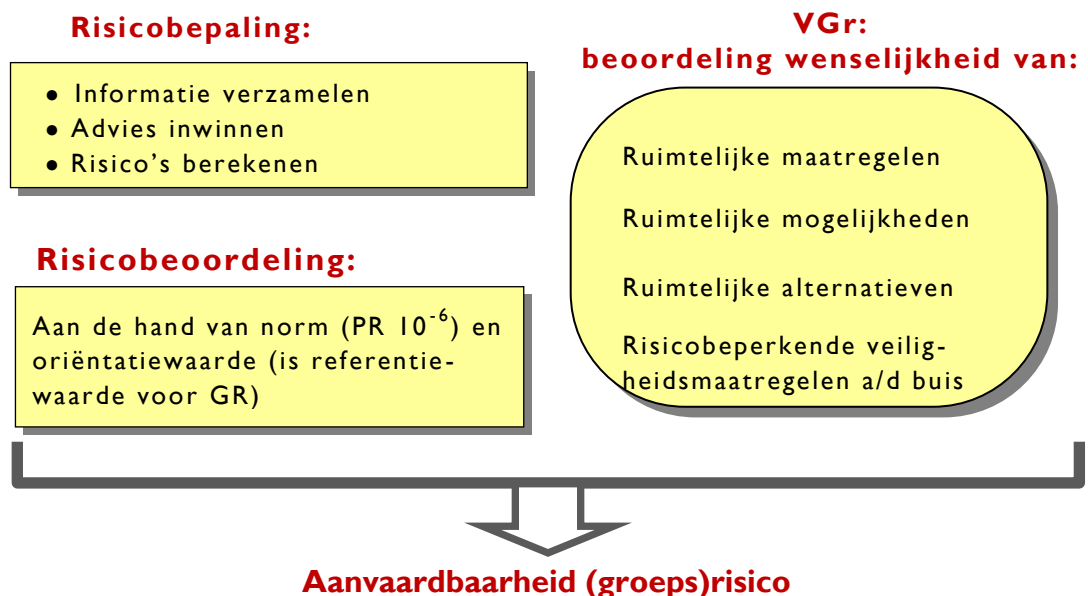 Risicobepaling:
• Informatie verzamelen
• Advies inwinnen
• Risico's berekenen
Risicobeoordeling:
Aan de hand van norm (PR 10⁻⁶) en
oriëntatiewaarde (is referentie-
waarde voor GR)
VGr:
beoordeling wenselijkheid van:
Ruimtelijke maatregelen
Ruimtelijke mogelijkheden
Ruimtelijke alternatieven
Risicobeperkende veilig-
heidsmaatregelen a/d buis
Aanvaardbaarheid (groeps)risico